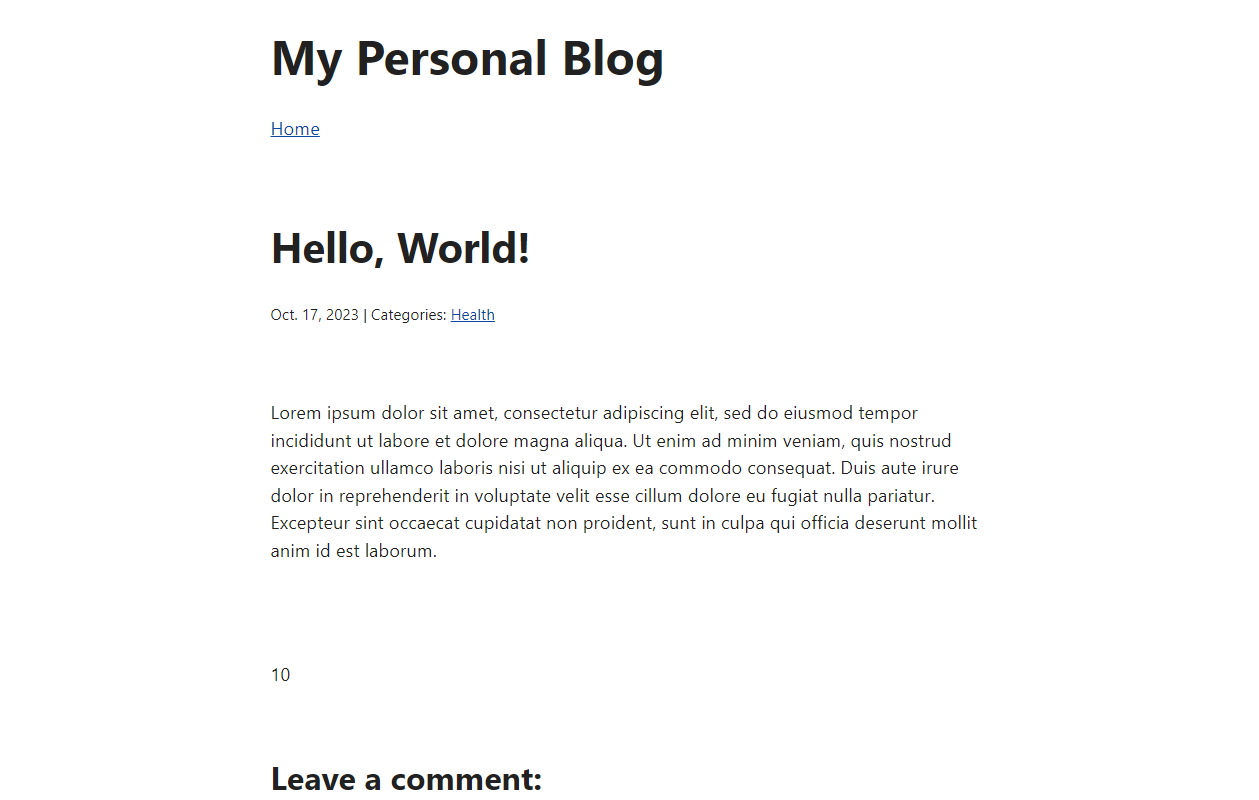 My Personal Blog
Home
Hello, World!
Oct. 17, 2023 | Categories: Health
Lorem ipsum dolor sit amet, consectetur adipiscing elit, sed do eiusmod tempor
incididunt ut labore et dolore magna aliqua. Ut enim ad minim veniam, quis nostrud
exercitation ullamco laboris nisi ut aliquip ex ea commodo consequat. Duis aute irure
dolor in reprehenderit in voluptate velit esse cillum dolore eu fugiat nulla pariatur.
Excepteur sint occaecat cupidatat non proident, sunt in culpa qui officia deserunt mollit
anim id est laborum.
10
Leave a comment: